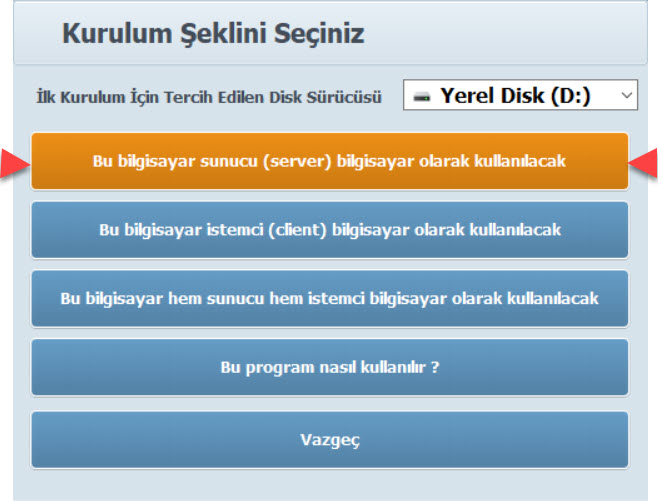 Kurulum Şeklini Seçiniz
İlk Kurulum İçin Tercih Edilen Disk Sürücüsü
Yerel Disk (D:)
Bu bilgisayar sunucu (server) bilgisayar olarak kullanılacak
Bu bilgisayar istemci (client) bilgisayar olarak kullanılacak
Bu bilgisayar hem sunucu hem istemci bilgisayar olarak kullanılacak
Bu program nasıl kullanılır ?
Vazgeç